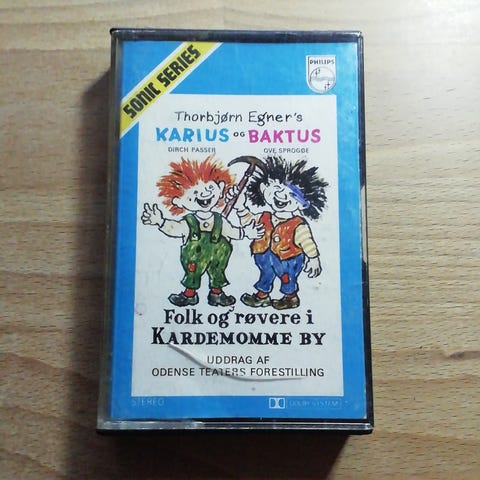 SONIC SERIES
PHILIPS
Thorbjørn Egner's
KARIUS OG BAKTUS
DIRCH PASSER OVE SPROGØE
Folk og røvere i
KARDEMOMME BY
UDDRAG AF
ODENSE TEATERS FORESTILLING
STEREO
DOLBY SYSTEM